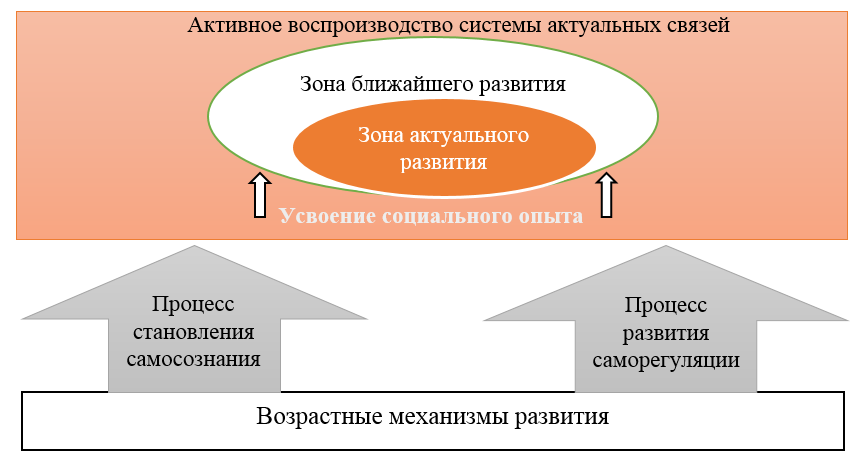 Активное воспроизводство системы актуальных связей
Зона ближайшего развития
Зона актуального
развития
Усвоение социального опыта
Процесс
становления
самосознания
Процесс
развития
саморегуляции
Возрастные механизмы развития